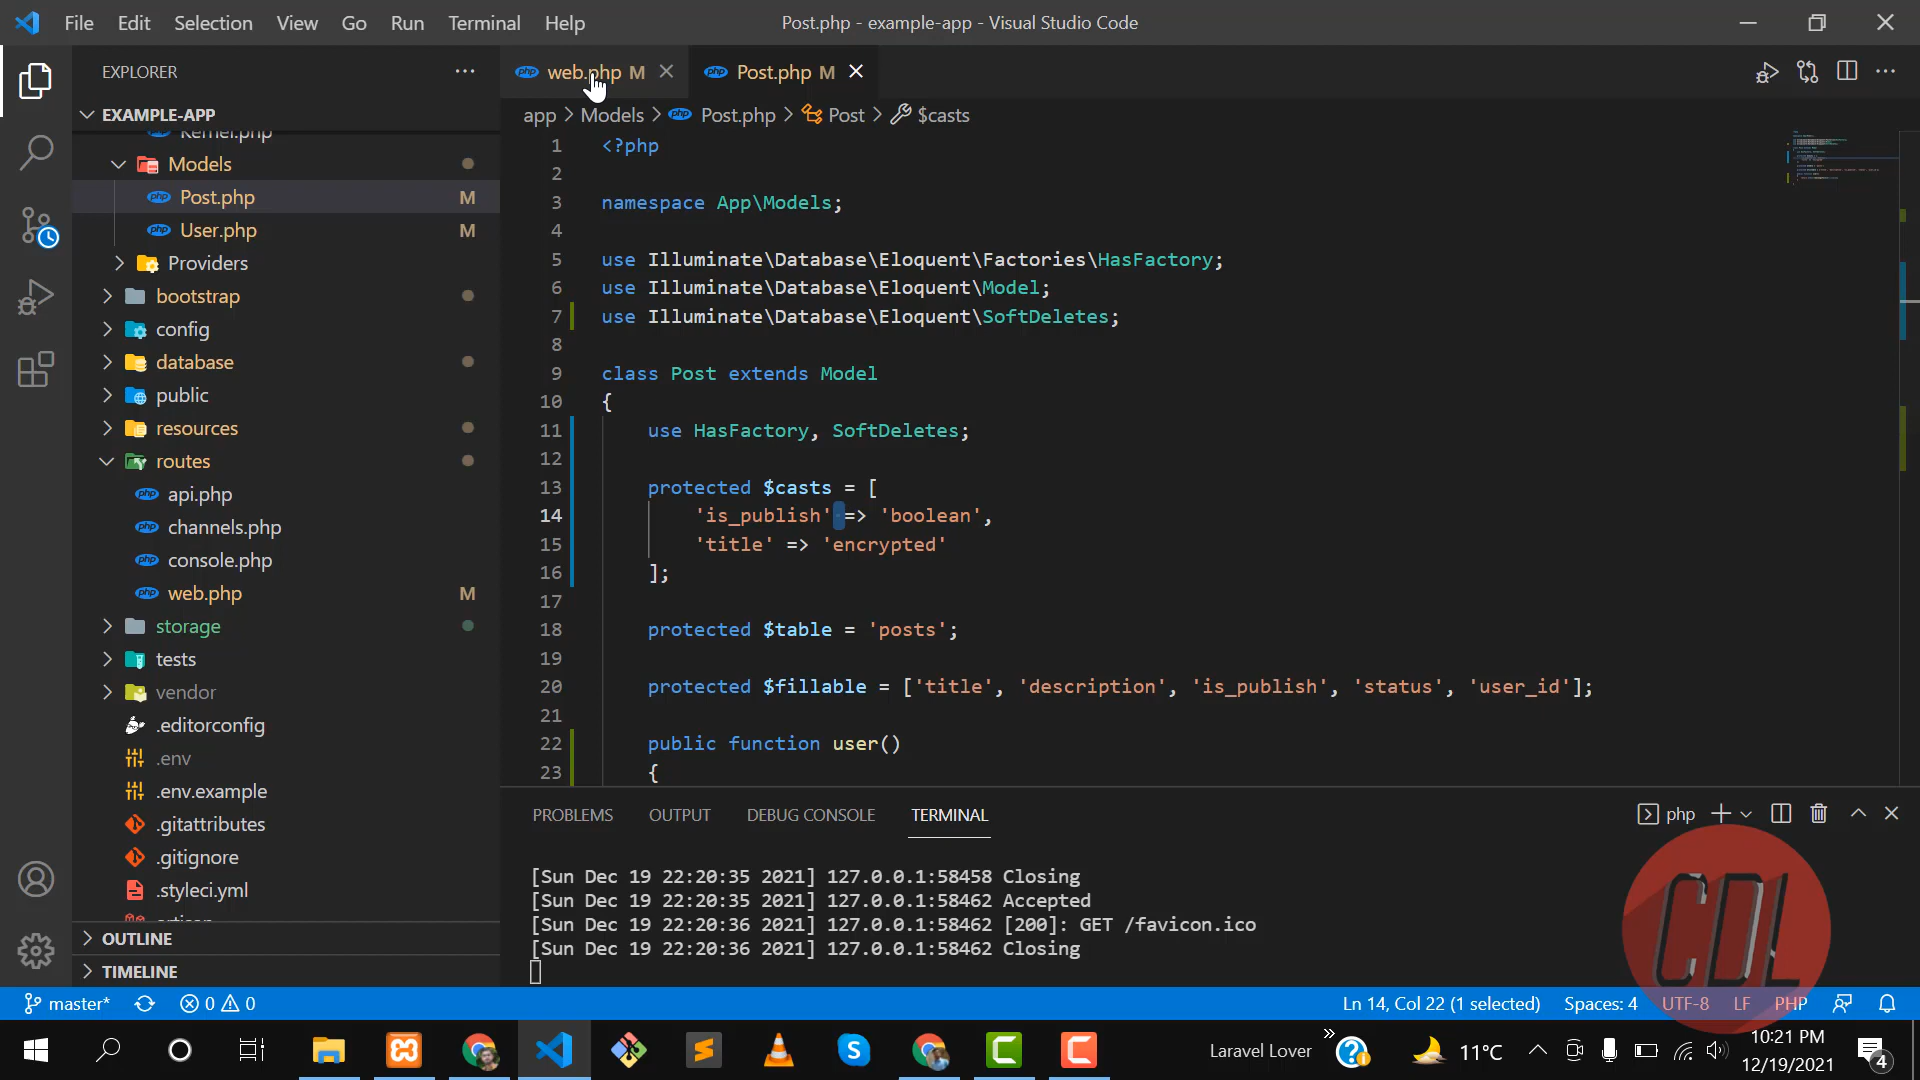 File Edit Selection View Go Run Terminal Help
Post.php - example-app - Visual Studio Code
EXPLORER
EXAMPLE-APP
Kernel.php
Models
Post.php M
User.php M
Providers
bootstrap
config
database
public
resources
routes
api.php
channels.php
console.php
web.php M
storage
tests
vendor
.editorconfig
.env
.env.example
.gitattributes
.gitignore
.styleci.yml
artisan
OUTLINE
TIMELINE
web.php M
Post.php M
app > Models > Post.php > Post > $casts
1 <?php
2
3 namespace App\Models;
4
5 use Illuminate\Database\Eloquent\Factories\HasFactory;
6 use Illuminate\Database\Eloquent\Model;
7 use Illuminate\Database\Eloquent\SoftDeletes;
8
9 class Post extends Model
10 {
11 use HasFactory, SoftDeletes;
12
13 protected $casts = [
14 'is_publish' => 'boolean',
15 'title' => 'encrypted'
16 ];
17
18 protected $table = 'posts';
19
20 protected $fillable = ['title', 'description', 'is_publish', 'status', 'user_id'];
21
22 public function user()
23 {
PROBLEMS OUTPUT DEBUG CONSOLE TERMINAL
php
[Sun Dec 19 22:20:35 2021] 127.0.0.1:58458 Closing
[Sun Dec 19 22:20:35 2021] 127.0.0.1:58462 Accepted
[Sun Dec 19 22:20:36 2021] 127.0.0.1:58462 [200]: GET /favicon.ico
[Sun Dec 19 22:20:36 2021] 127.0.0.1:58462 Closing
CDL
master* 0 0
Ln 14, Col 22 (1 selected) Spaces: 4 UTF-8 LF PHP
Laravel Lover
11°C
10:21 PM
12/19/2021
4